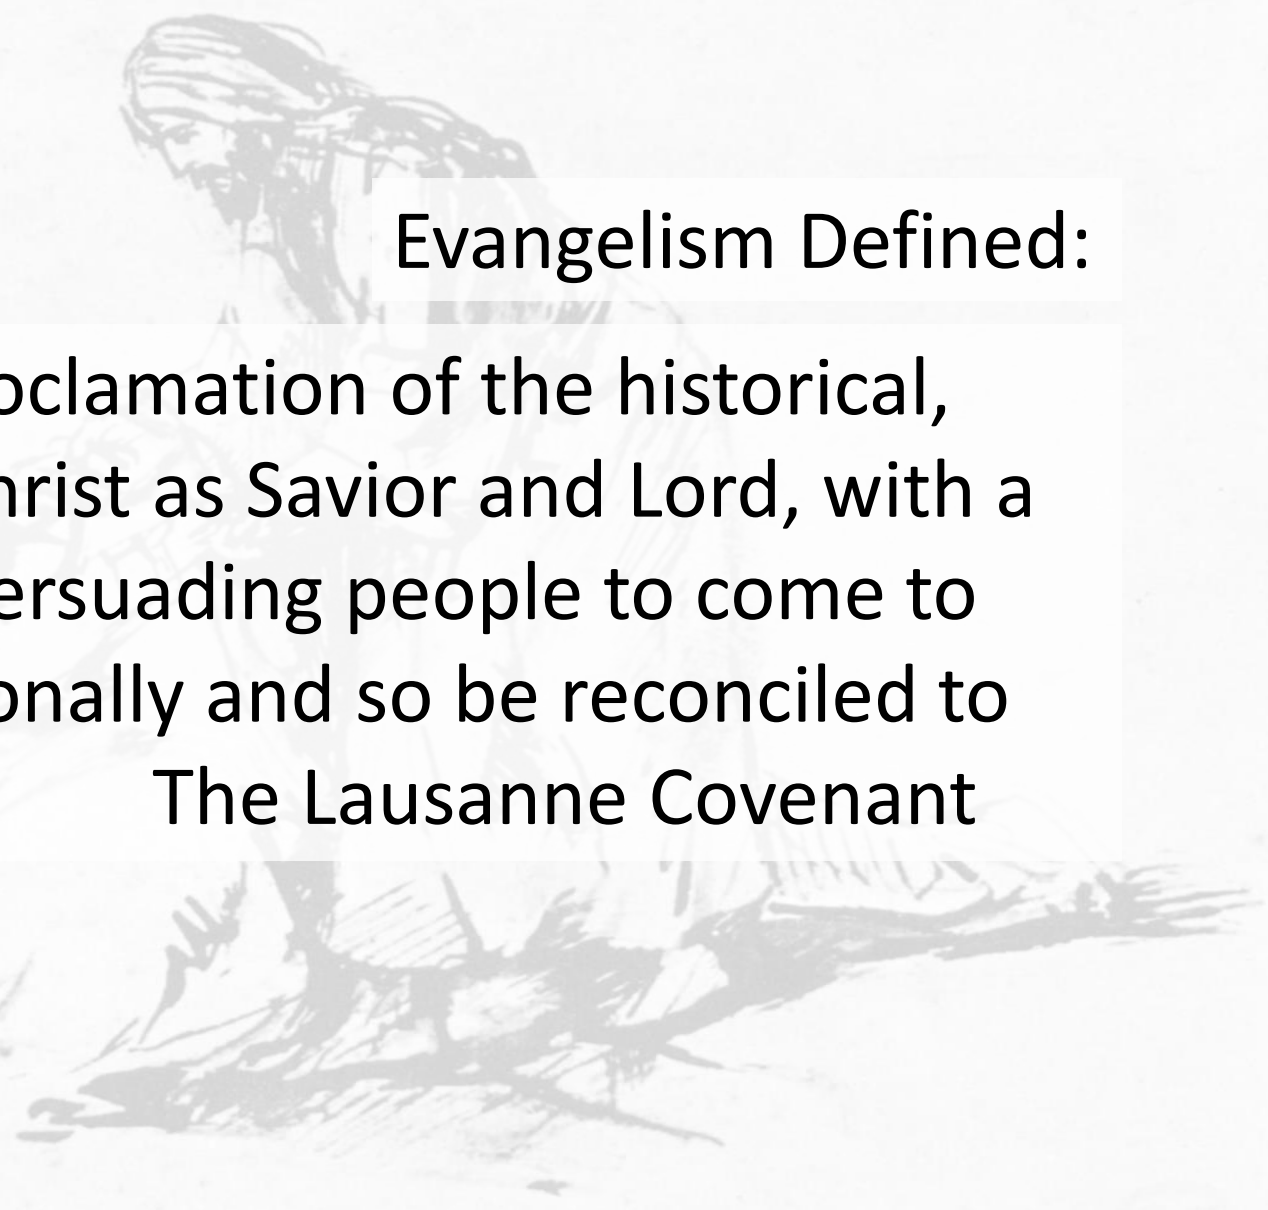 Evangelism Defined:
oclamation of the historical,
hrist as Savior and Lord, with a
ersuading people to come to
onally and so be reconciled to
The Lausanne Covenant